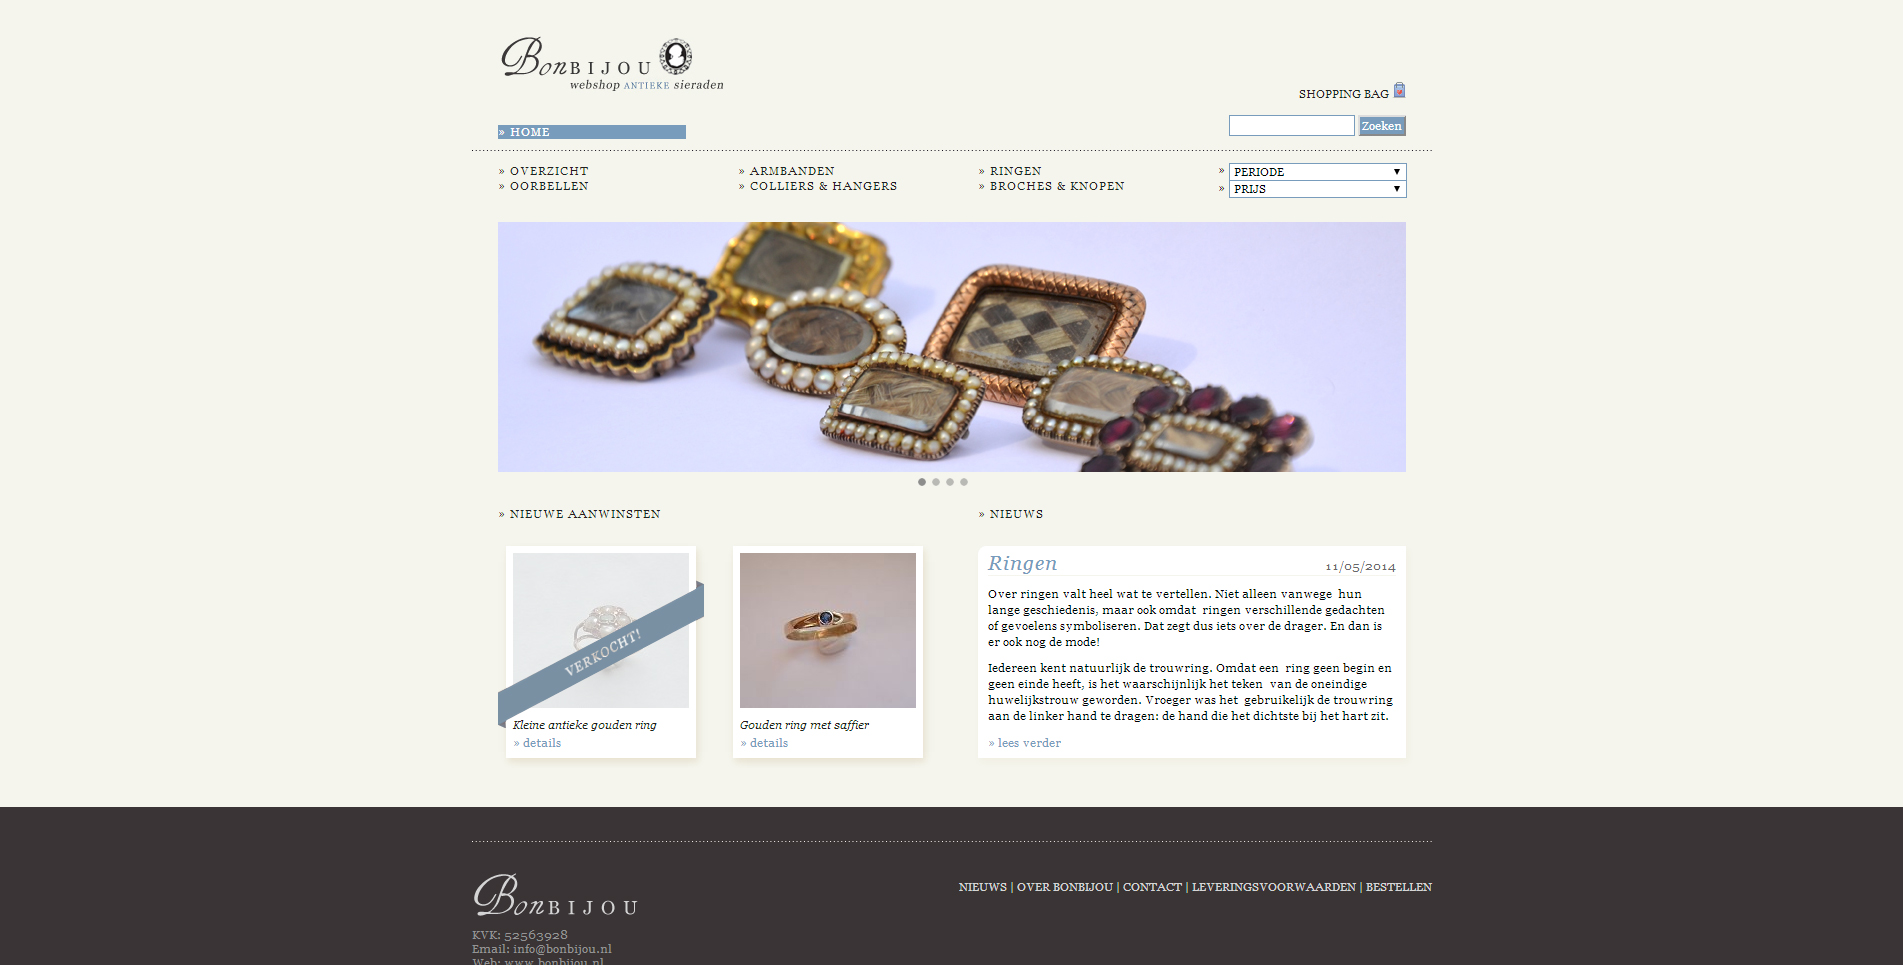 BonBIJOU
webshop ANTIEKE sieraden
SHOPPING BAG
» HOME
Zoeken
» OVERZICHT
» OORBELLEN
» ARMBANDEN
» COLLIERS & HANGERS
» RINGEN
» BROCHES & KNOPEN
» PERIODE
» PRIJS
» NIEUWE AANWINSTEN
VERKOCHT!
Kleine antieke gouden ring
» details
Gouden ring met saffier
» details
» NIEUWS
Ringen 11/05/2014
Over ringen valt heel wat te vertellen. Niet alleen vanwege hun
lange geschiedenis, maar ook omdat ringen verschillende gedachten
of gevoelens symboliseren. Dat zegt dus iets over de drager. En dan is
er ook nog de mode!
Iedereen kent natuurlijk de trouwring. Omdat een ring geen begin en
geen einde heeft, is het waarschijnlijk het teken van de oneindige
huwelijkstrouw geworden. Vroeger was het gebruikelijk de trouwring
aan de linker hand te dragen: de hand die het dichtste bij het hart zit.
» lees verder
BonBIJOU
NIEUWS | OVER BONBIJOU | CONTACT | LEVERINGSVOORWAARDEN | BESTELLEN
KVK: 52563928
Email: info@bonbijou.nl
Web: www.bonbijou.nl